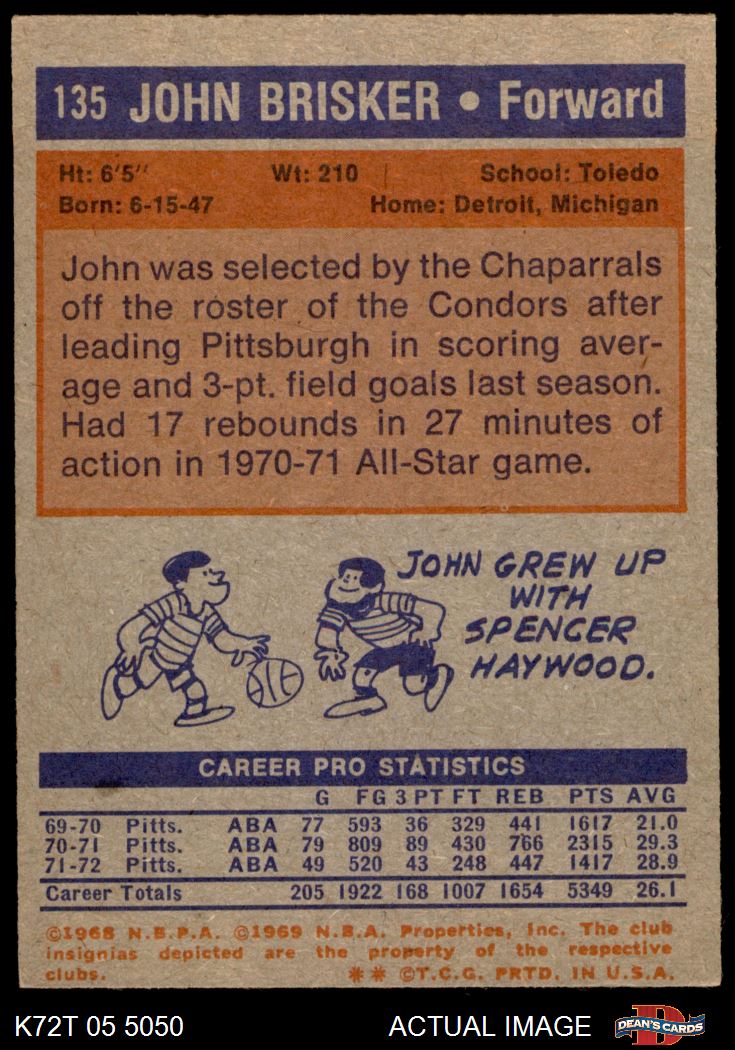 135 JOHN BRISKER • Forward
Ht: 6'5" Wt: 210 School: Toledo
Born: 6-15-47 Home: Detroit, Michigan
John was selected by the Chaparrals
off the roster of the Condors after
leading Pittsburgh in scoring aver-
age and 3-pt. field goals last season.
Had 17 rebounds in 27 minutes of
action in 1970-71 All-Star game.
JOHN GREW UP
WITH
SPENCER
HAYWOOD.
CAREER PRO STATISTICS
G FG 3 PT FT REB PTS AVG
69-70 Pitts. ABA 77 593 36 329 441 1617 21.0
70-71 Pitts. ABA 79 809 89 430 766 2315 29.3
71-72 Pitts. ABA 49 520 43 248 447 1417 28.9
Career Totals 205 1922 168 1007 1654 5349 26.1
©1968 N.B.P.A. ©1969 N.B.A. Properties, Inc. The club
insignias depicted are the property of the respective
clubs. ** ©T.C.G. PRTD. IN U.S.A.
K72T 05 5050 ACTUAL IMAGE D DEAN'S CARDS